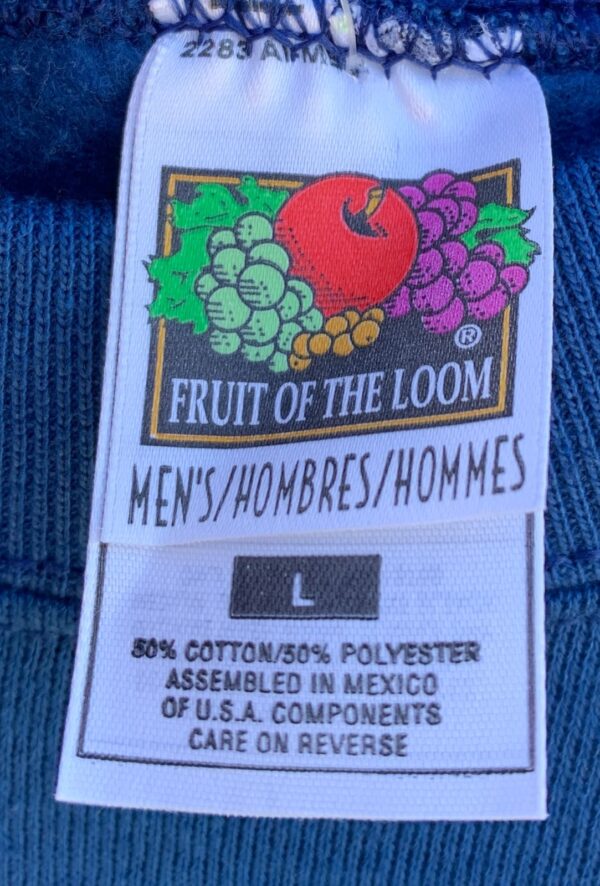 2283
®
FRUIT OF THE LOOM
MEN'S/HOMBRES/HOMMES
L
50% COTTON/50% POLYESTER
ASSEMBLED IN MEXICO
OF U.S.A. COMPONENTS
CARE ON REVERSE